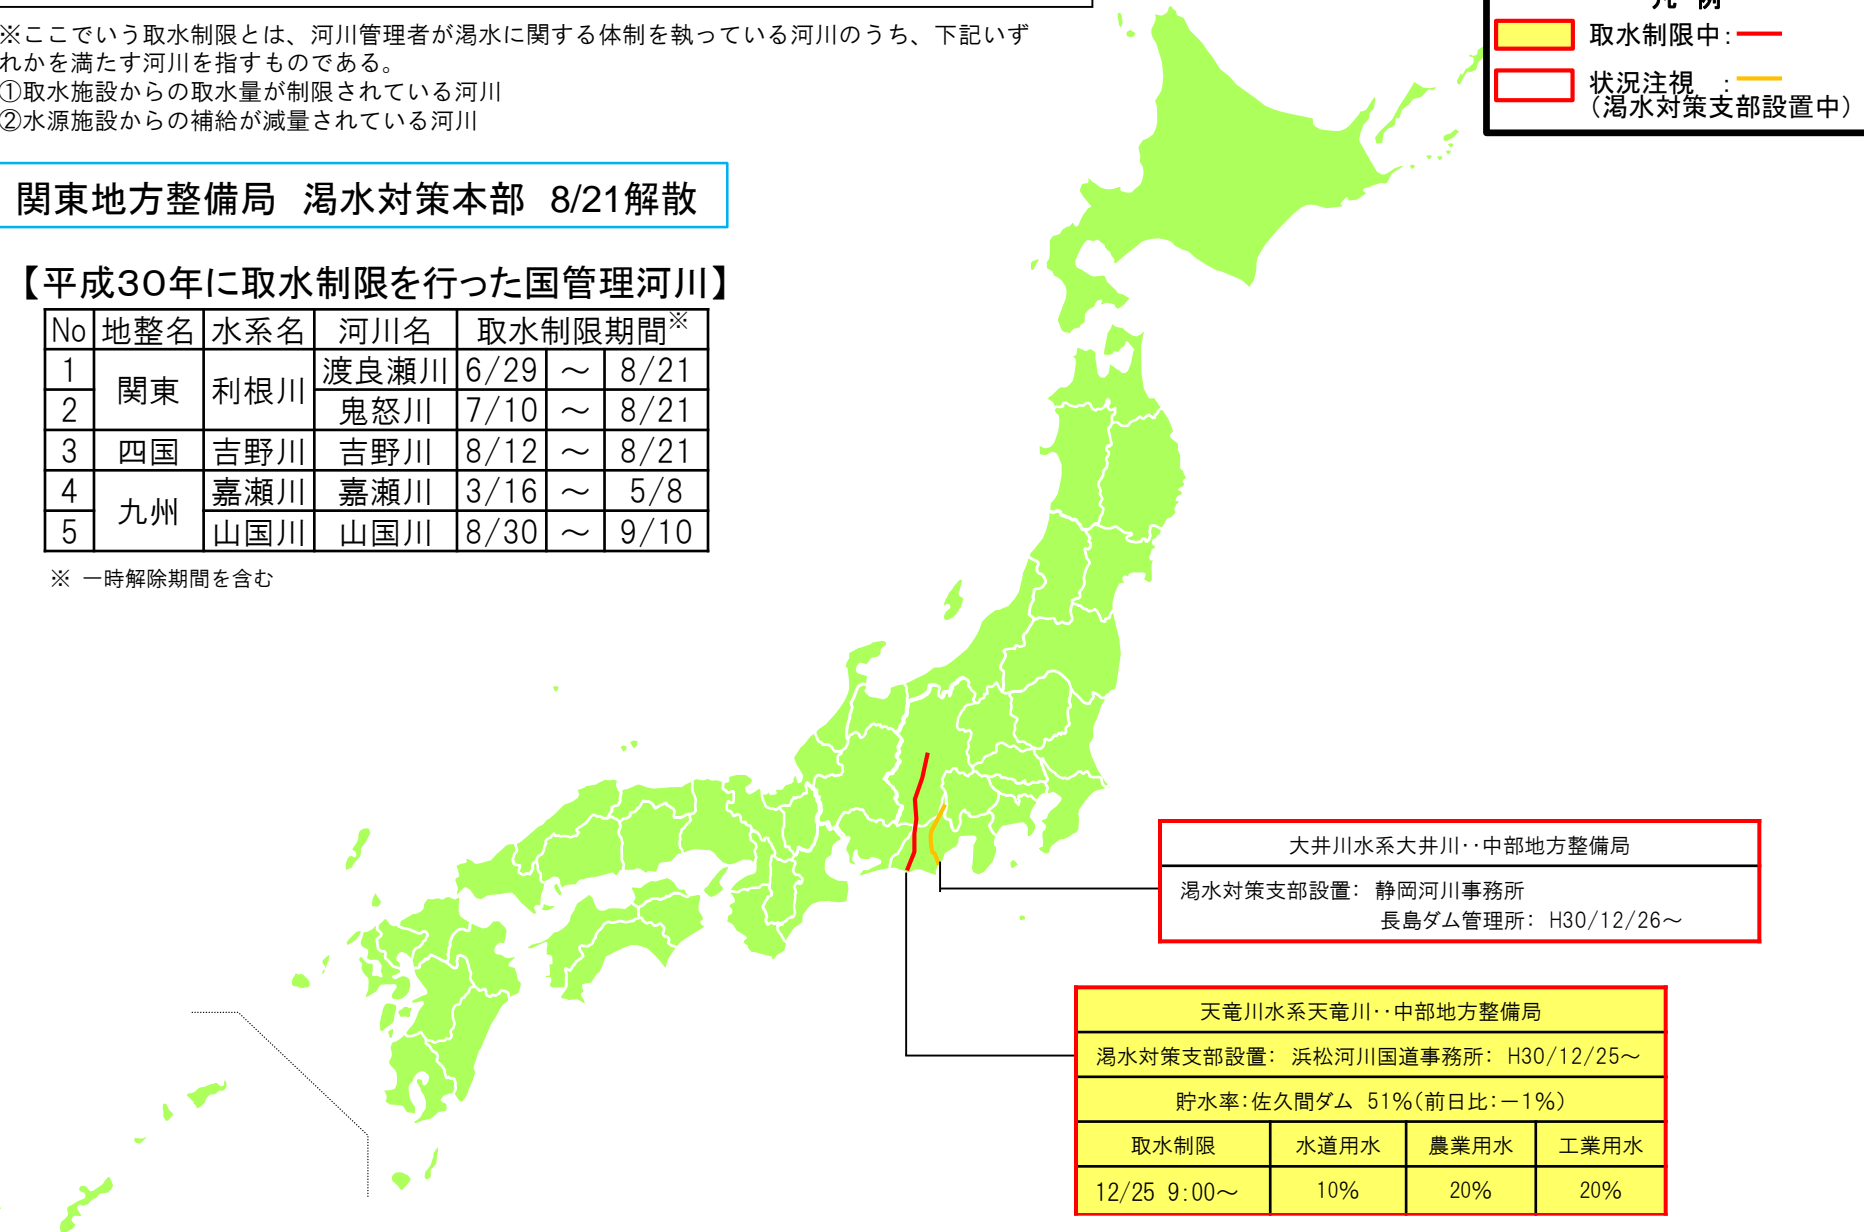 ※ここでいう取水制限とは、河川管理者が渇水に関する体制を執っている河川のうち、下記いず
れかを満たす河川を指すものである。
①取水施設からの取水量が制限されている河川
②水源施設からの補給が減量されている河川
凡 例
取水制限中:
状況注視 :
(渇水対策支部設置中)
関東地方整備局 渇水対策本部 8/21解散
【平成30年に取水制限を行った国管理河川】
No 地整名 水系名 河川名 取水制限期間※
1 関東 利根川 渡良瀬川 6/29 ～ 8/21
2 鬼怒川 7/10 ～ 8/21
3 四国 吉野川 吉野川 8/12 ～ 8/21
4 九州 嘉瀬川 嘉瀬川 3/16 ～ 5/8
5 山国川 山国川 8/30 ～ 9/10
※ 一時解除期間を含む
大井川水系大井川‥中部地方整備局
渇水対策支部設置: 静岡河川事務所
長島ダム管理所: H30/12/26～
天竜川水系天竜川‥中部地方整備局
渇水対策支部設置: 浜松河川国道事務所: H30/12/25～
貯水率:佐久間ダム 51%(前日比:－1%)
取水制限 水道用水 農業用水 工業用水
12/25 9:00～ 10% 20% 20%